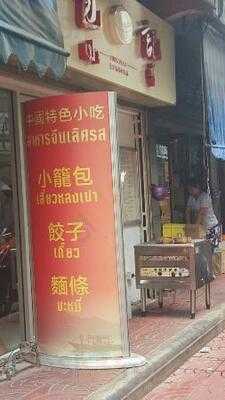 中國特色小吃
อาหารจีนเลิศรส
小籠包
เสี่ยวหลงเปา
餃子
เกี๊ยว
麵條
บะหมี่